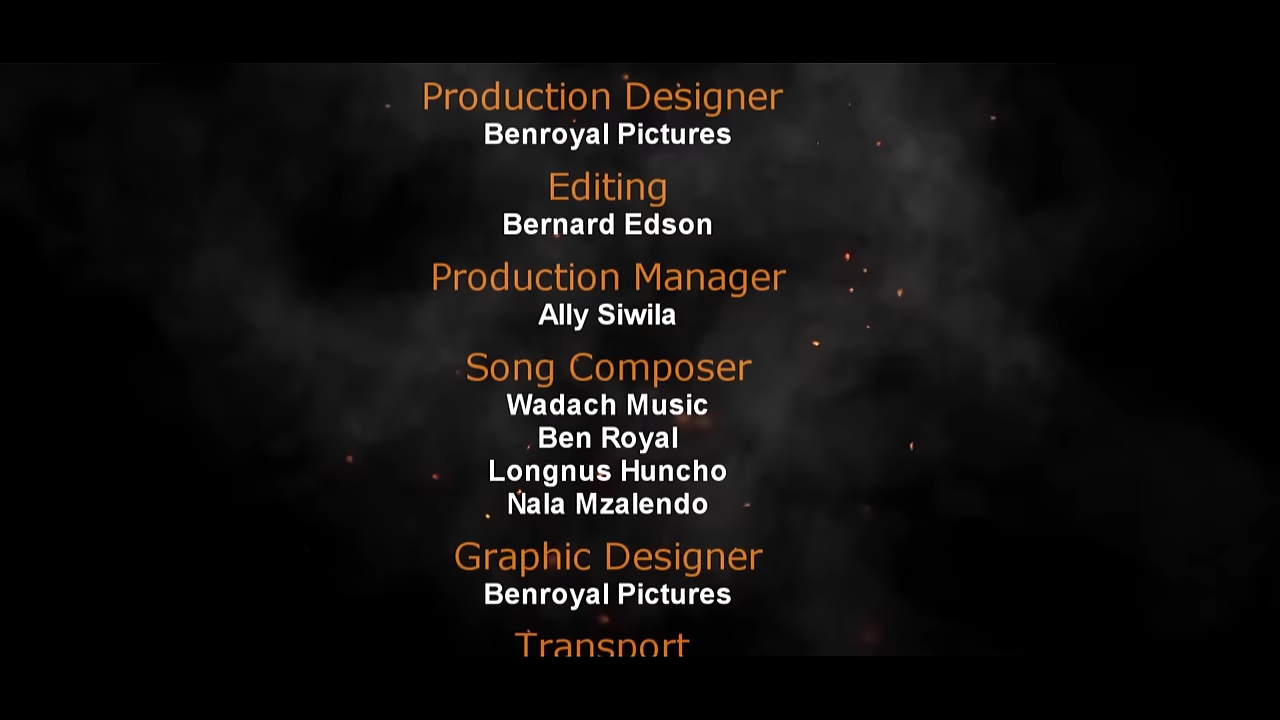 Production Designer
Benroyal Pictures
Editing
Bernard Edson
Production Manager
Ally Siwila
Song Composer
Wadach Music
Ben Royal
Longnus Huncho
Nala Mzalendo
Graphic Designer
Benroyal Pictures
Transport